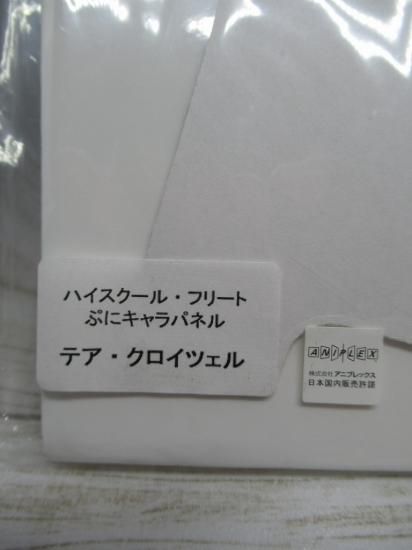 ハイスクール・フリート
ぷにキャラパネル
テア・クロイツェル
ANIPLEX
株式会社アニプレックス
日本国内販売許諾